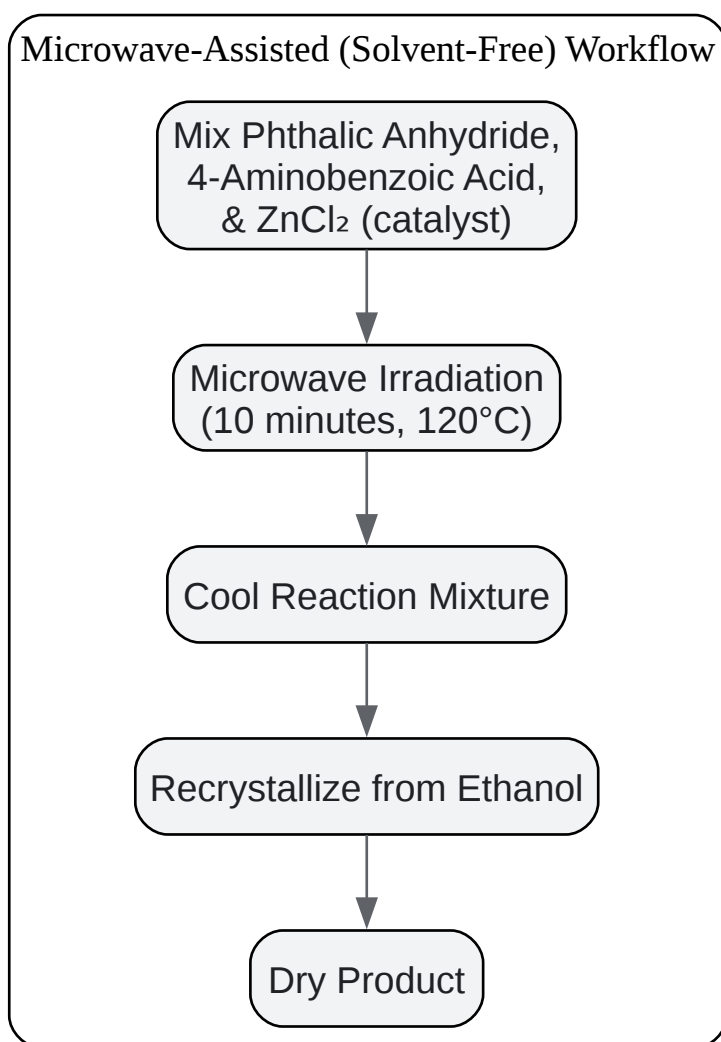 Microwave-Assisted (Solvent-Free) Workflow
Mix Phthalic Anhydride,
4-Aminobenzoic Acid,
& ZnCl₂ (catalyst)
Microwave Irradiation
(10 minutes, 120°C)
Cool Reaction Mixture
Recrystallize from Ethanol
Dry Product